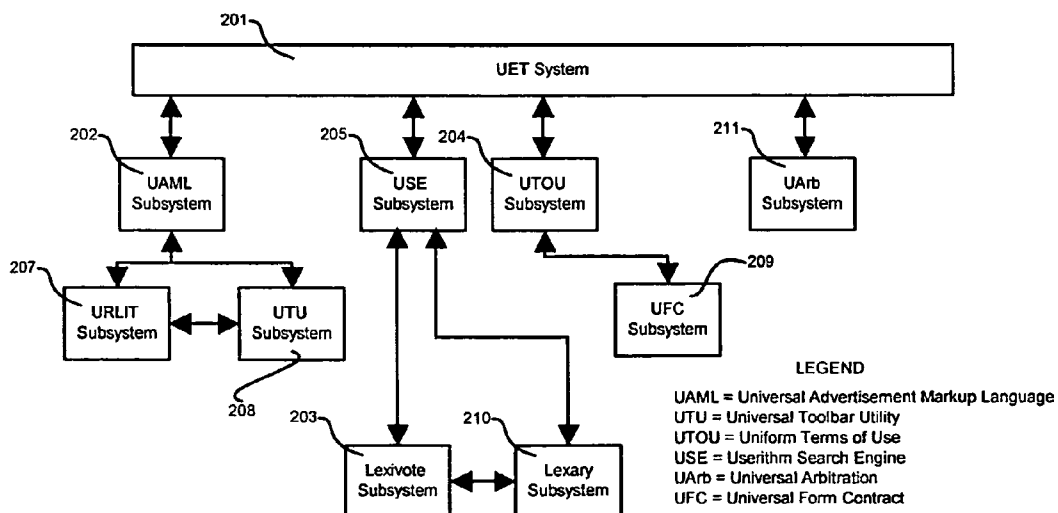 201
UET System
202
205
204
211
UAML
Subsystem
USE
Subsystem
UTOU
Subsystem
UArb
Subsystem
207
209
URLIT
Subsystem
UTU
Subsystem
UFC
Subsystem
208
LEGEND
UAML = Universal Advertisement Markup Language
UTU = Universal Toolbar Utility
UTOU = Uniform Terms of Use
USE = Userithm Search Engine
UArb = Universal Arbitration
UFC = Universal Form Contract
203
210
Lexivote
Subsystem
Lexary
Subsystem